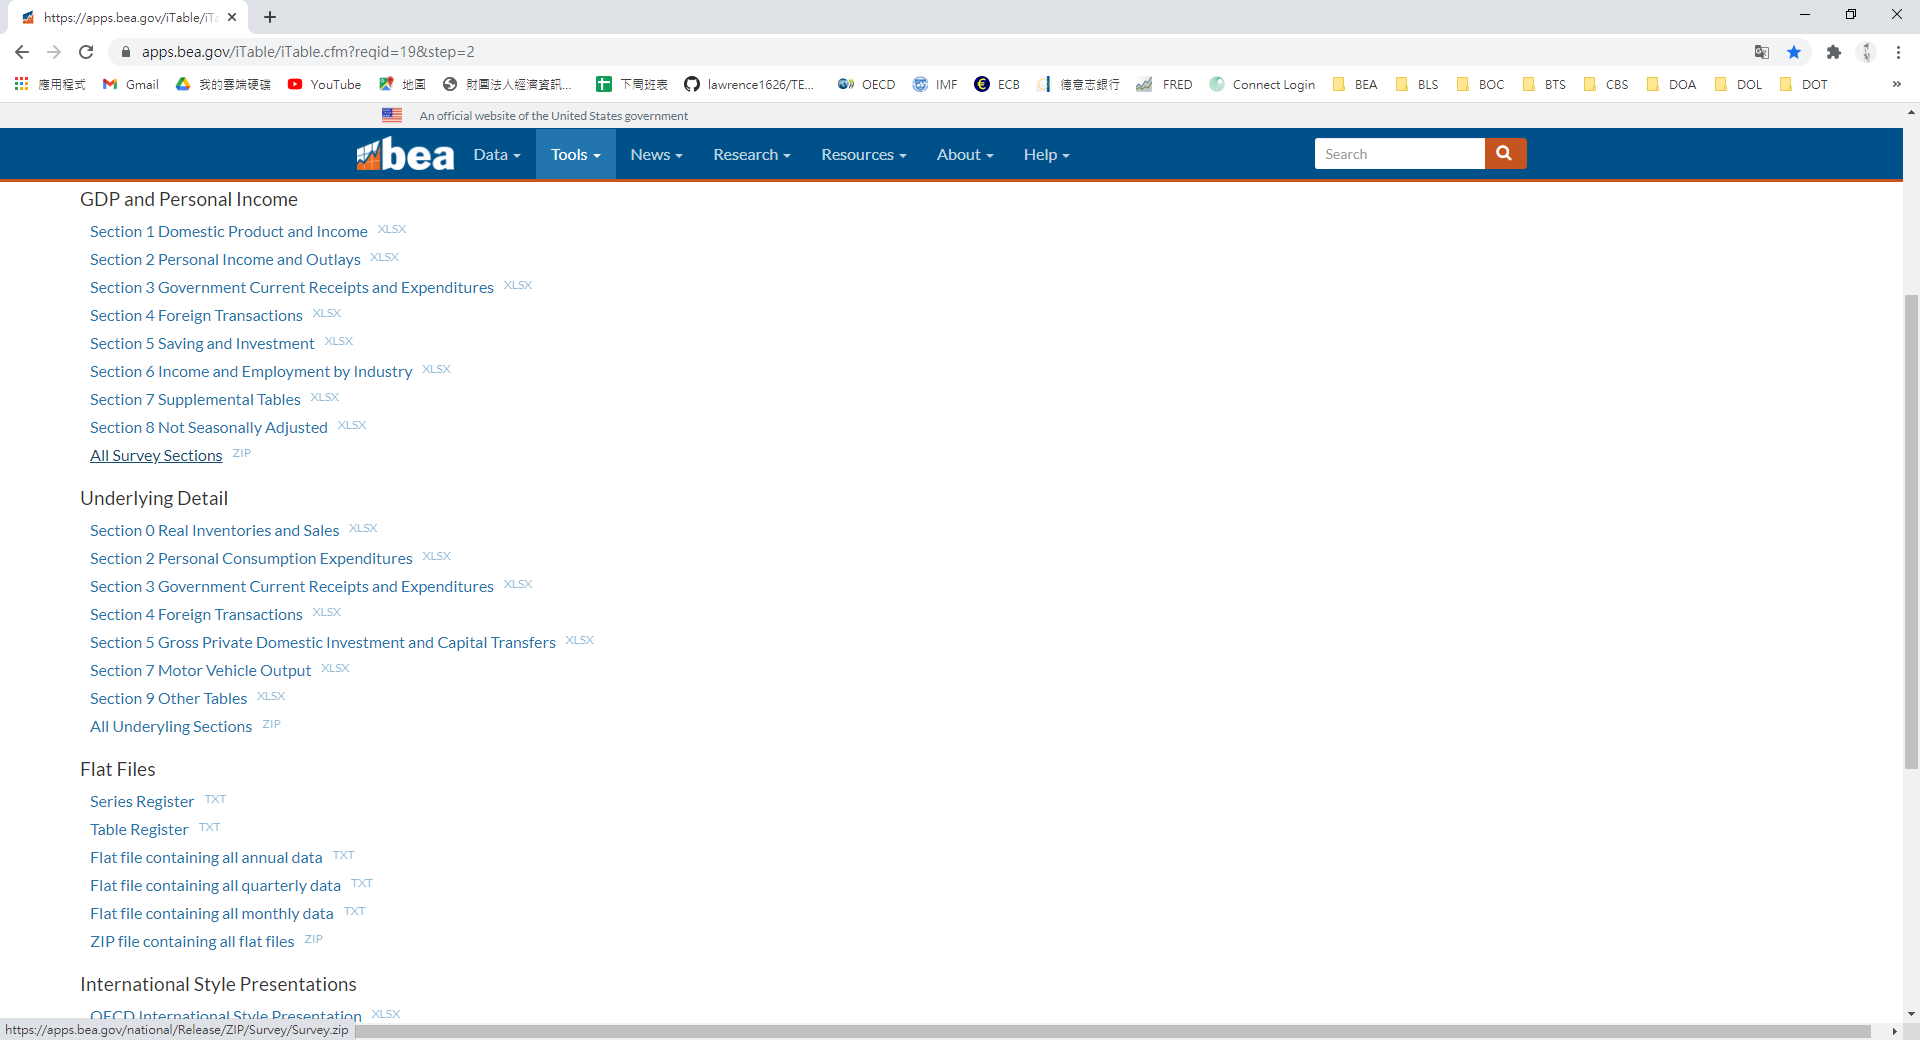 https://apps.bea.gov/iTable/iTa
apps.bea.gov/iTable/iTable.cfm?reqid=19&step=2
應用程式 Gmail 我的雲端硬碟 YouTube 地圖 財團法人經濟資訊... 下周班表 lawrence1626/TE... OECD IMF ECB 德意志銀行 FRED Connect Login BEA BLS BOC BTS CBS DOA DOL DOT »
An official website of the United States government
bea Data Tools News Research Resources About Help Search
GDP and Personal Income
Section 1 Domestic Product and Income XLSX
Section 2 Personal Income and Outlays XLSX
Section 3 Government Current Receipts and Expenditures XLSX
Section 4 Foreign Transactions XLSX
Section 5 Saving and Investment XLSX
Section 6 Income and Employment by Industry XLSX
Section 7 Supplemental Tables XLSX
Section 8 Not Seasonally Adjusted XLSX
All Survey Sections ZIP
Underlying Detail
Section 0 Real Inventories and Sales XLSX
Section 2 Personal Consumption Expenditures XLSX
Section 3 Government Current Receipts and Expenditures XLSX
Section 4 Foreign Transactions XLSX
Section 5 Gross Private Domestic Investment and Capital Transfers XLSX
Section 7 Motor Vehicle Output XLSX
Section 9 Other Tables XLSX
All Underyling Sections ZIP
Flat Files
Series Register TXT
Table Register TXT
Flat file containing all annual data TXT
Flat file containing all quarterly data TXT
Flat file containing all monthly data TXT
ZIP file containing all flat files ZIP
International Style Presentations
OECD International Style Presentation XLSX
https://apps.bea.gov/national/Release/ZIP/Survey/Survey.zip